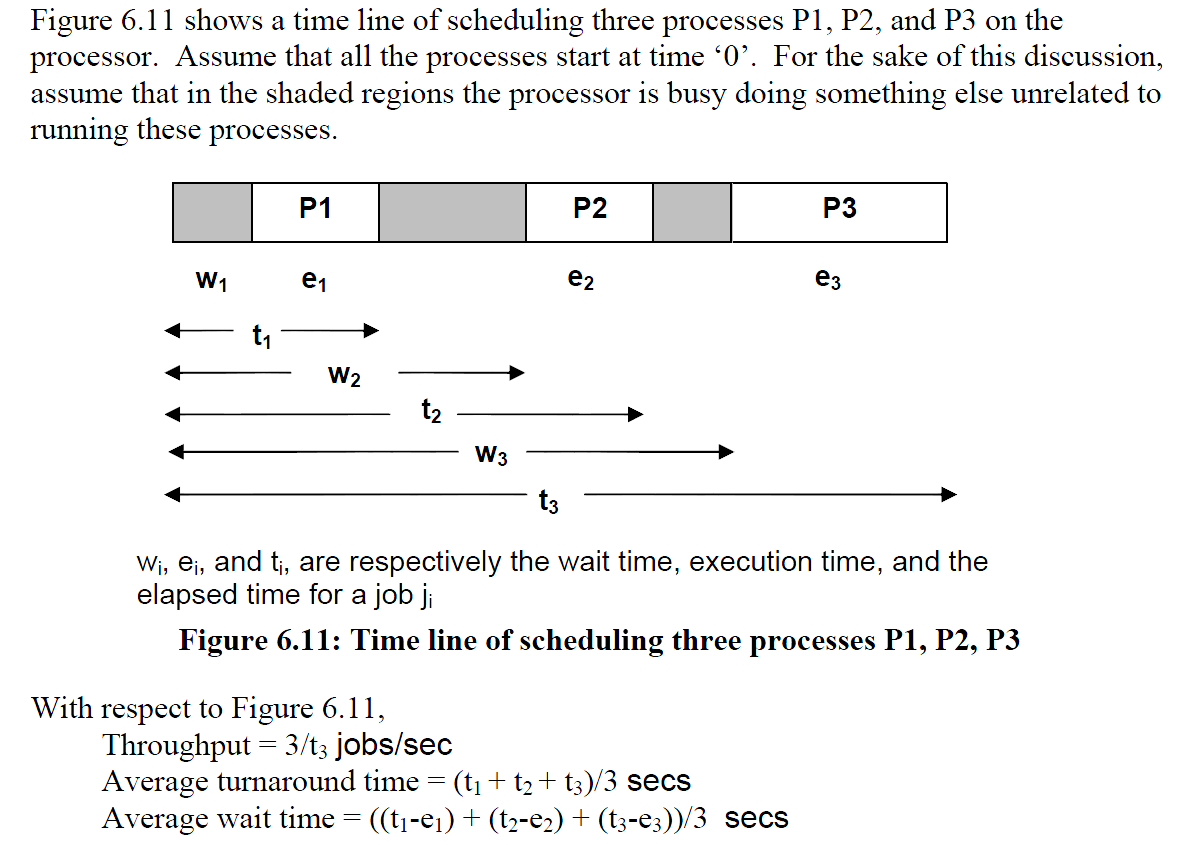 Figure 6.11 shows a time line of scheduling three processes P1, P2, and P3 on the
processor.  Assume that all the processes start at time ‘0’.  For the sake of this discussion,
assume that in the shaded regions the processor is busy doing something else unrelated to
running these processes.
P1 P2 P3
w₁ e₁ e₂ e₃
t₁
w₂
t₂
w₃
t₃
wᵢ, eᵢ, and tᵢ, are respectively the wait time, execution time, and the
elapsed time for a job jᵢ
Figure 6.11: Time line of scheduling three processes P1, P2, P3
With respect to Figure 6.11,
Throughput = 3/t₃ jobs/sec
Average turnaround time = (t₁ + t₂ + t₃)/3 secs
Average wait time = ((t₁-e₁) + (t₂-e₂) + (t₃-e₃))/3  secs